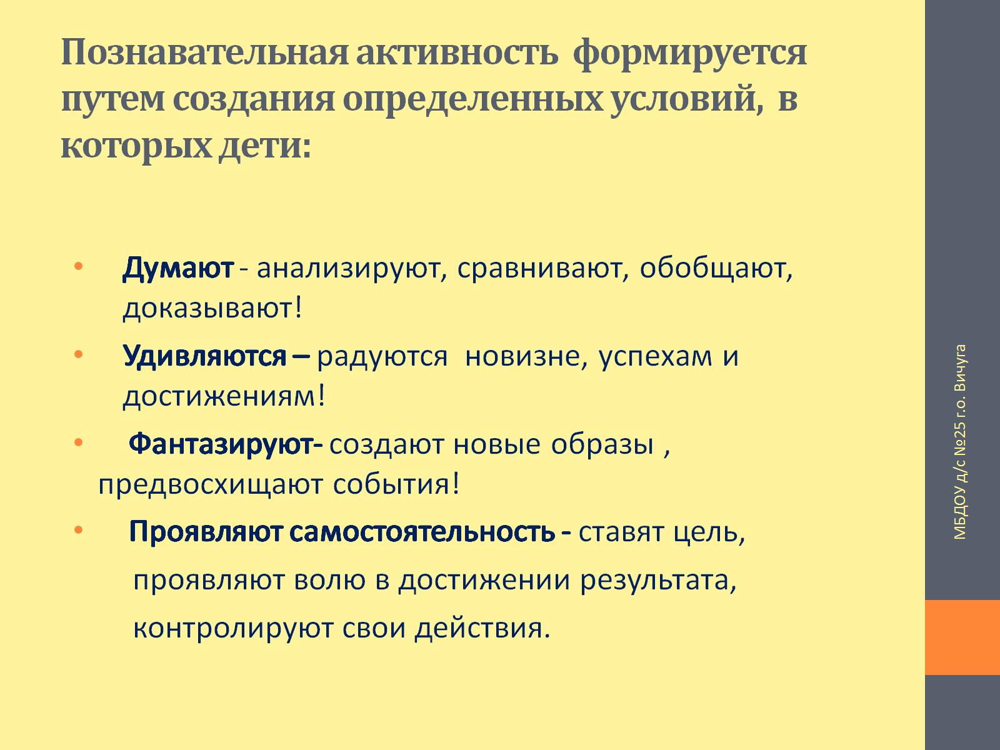 Познавательная активность  формируется
путем создания определенных условий,  в
которых дети:
• Думают - анализируют, сравнивают, обобщают,
доказывают!
• Удивляются – радуются  новизне, успехам и
достижениям!
• Фантазируют- создают новые образы ,
предвосхищают события!
• Проявляют самостоятельность - ставят цель,
проявляют волю в достижении результата,
контролируют свои действия.
МБДОУ д/с №25 г.о. Вичуга